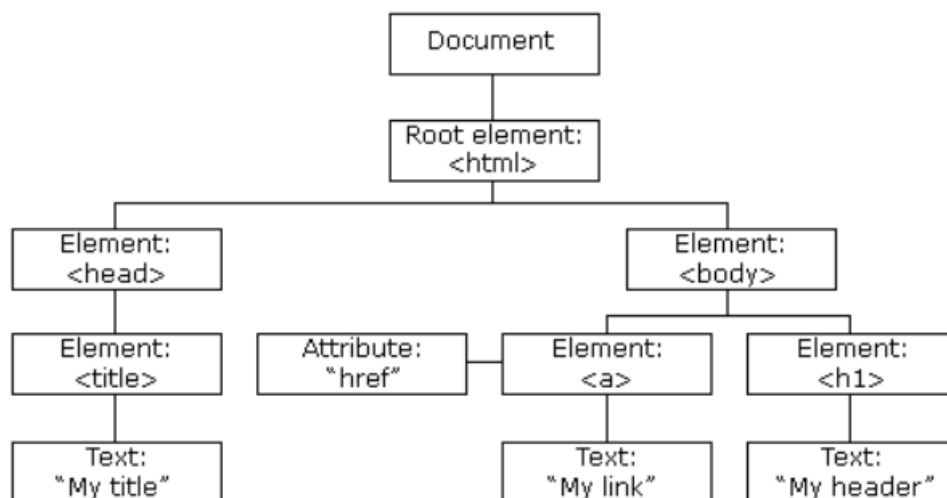 Document
Root element:
<html>
Element:
<head>
Element:
<body>
Element:
<title>
Attribute:
“href”
Element:
<a>
Element:
<h1>
Text:
“My title”
Text:
“My link”
Text:
“My header”